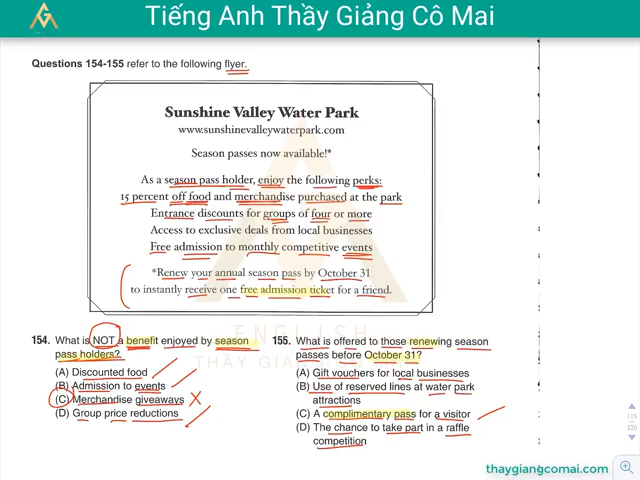 Tiếng Anh Thầy Giảng Cô Mai
Questions 154-155 refer to the following flyer.
Sunshine Valley Water Park
www.sunshinevalleywaterpark.com
Season passes now available!*
As a season pass holder, enjoy the following perks:
15 percent off food and merchandise purchased at the park
Entrance discounts for groups of four or more
Access to exclusive deals from local businesses
Free admission to monthly competitive events
*Renew your annual season pass by October 31
to instantly receive one free admission ticket for a friend.
ENGLISH
THẦY GIẢ
154. What is NOT a benefit enjoyed by season
pass holders?
(A) Discounted food
(B) Admission to events
(C) Merchandise giveaways
(D) Group price reductions
155. What is offered to those renewing season
passes before October 31?
(A) Gift vouchers for local businesses
(B) Use of reserved lines at water park
attractions
(C) A complimentary pass for a visitor
(D) The chance to take part in a raffle
competition
115
220
thaygiangcomai.com